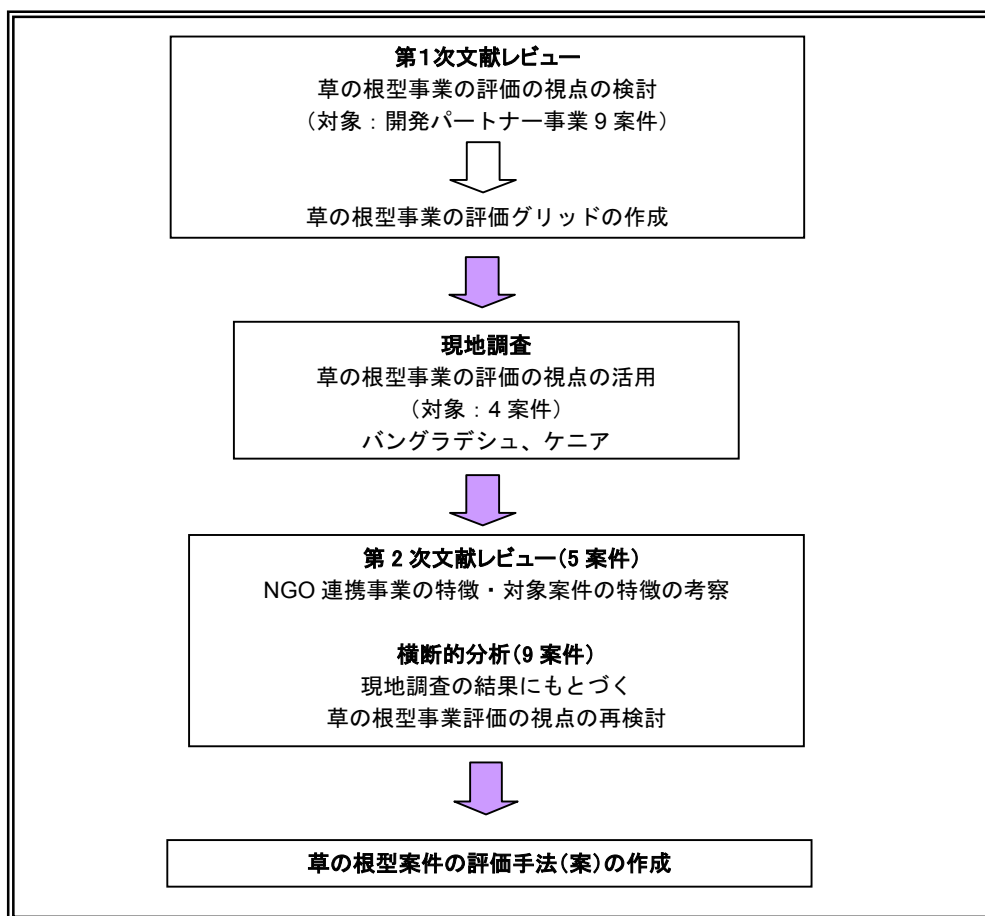 第1次文献レビュー
草の根型事業の評価の視点の検討
（対象：開発パートナー事業 9 案件）
草の根型事業の評価グリッドの作成
現地調査
草の根型事業の評価の視点の活用
（対象：4 案件）
バングラデシュ、ケニア
第 2 次文献レビュー（5 案件）
NGO 連携事業の特徴・対象案件の特徴の考察
横断的分析（9 案件）
現地調査の結果にもとづく
草の根型事業評価の視点の再検討
草の根型案件の評価手法（案）の作成